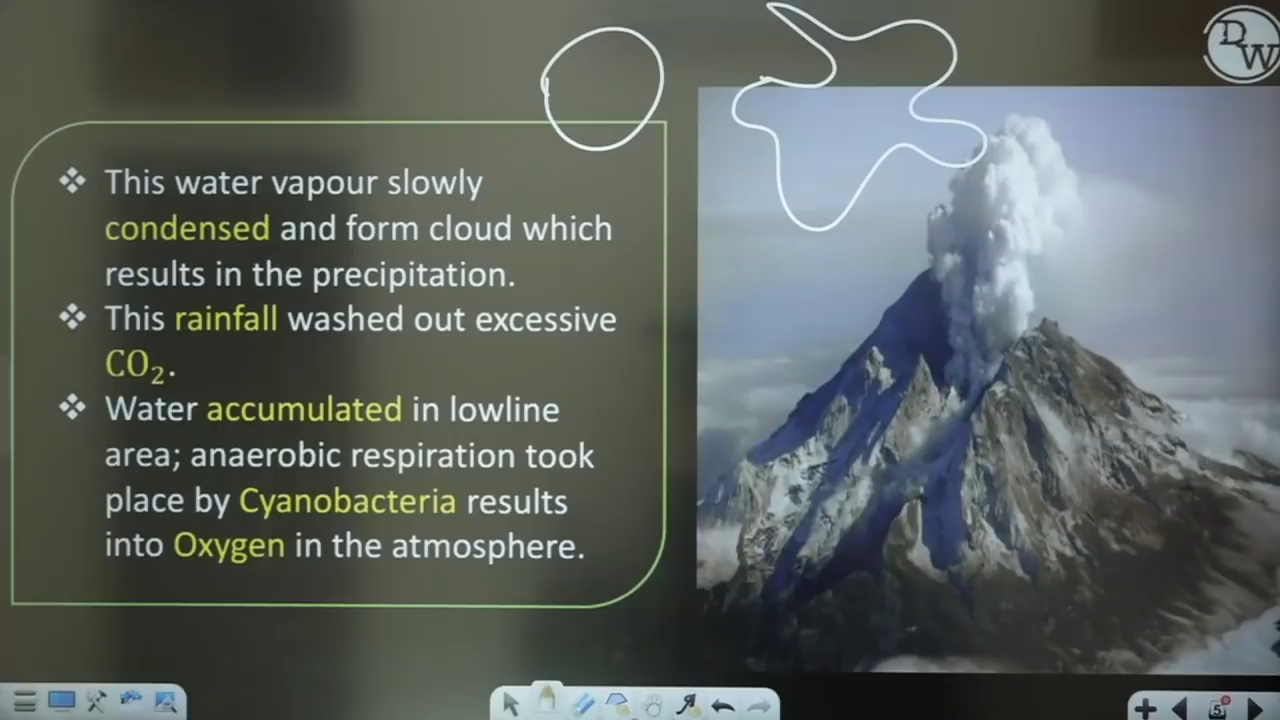 DW
This water vapour slowly
condensed and form cloud which
results in the precipitation.
This rainfall washed out excessive
CO₂.
Water accumulated in lowline
area; anaerobic respiration took
place by Cyanobacteria results
into Oxygen in the atmosphere.
5